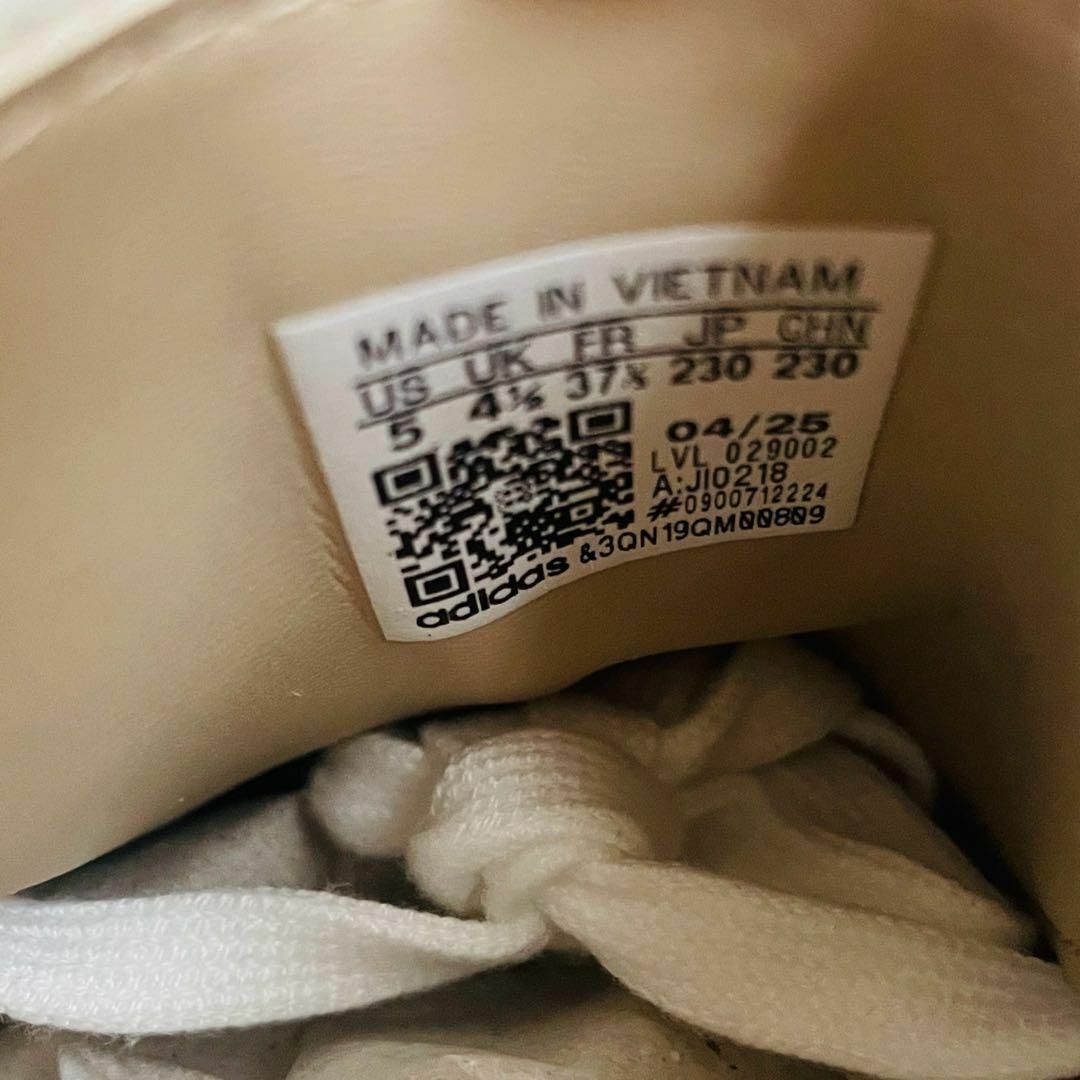 MADE IN VIETNAM
US UK FR JP CHN
5 4½ 37⅓ 230 230
04/25
LVL 029002
A:JI0218
#0900712224
adidas &3QN19QM00809